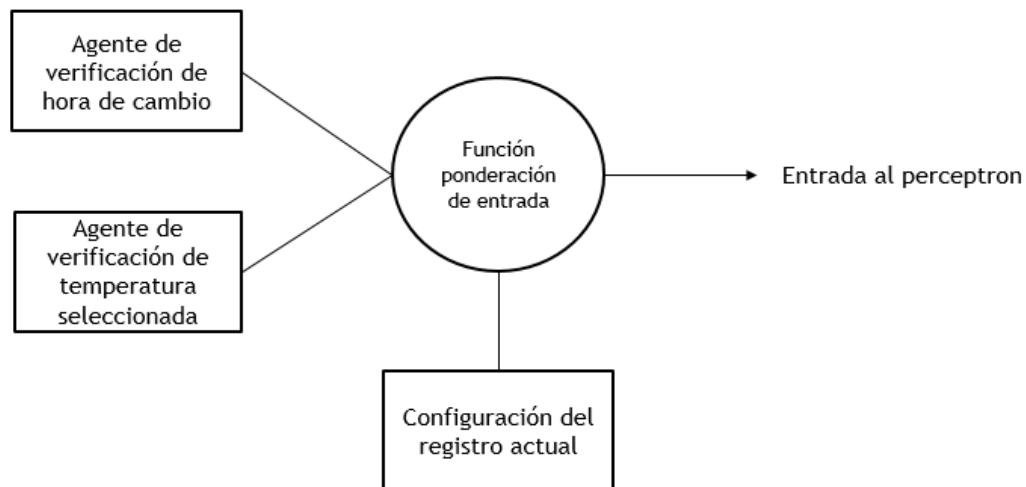 Agente de
verificación de
hora de cambio
Función
ponderación
de entrada
Entrada al perceptron
Agente de
verificación de
temperatura
seleccionada
Configuración del
registro actual